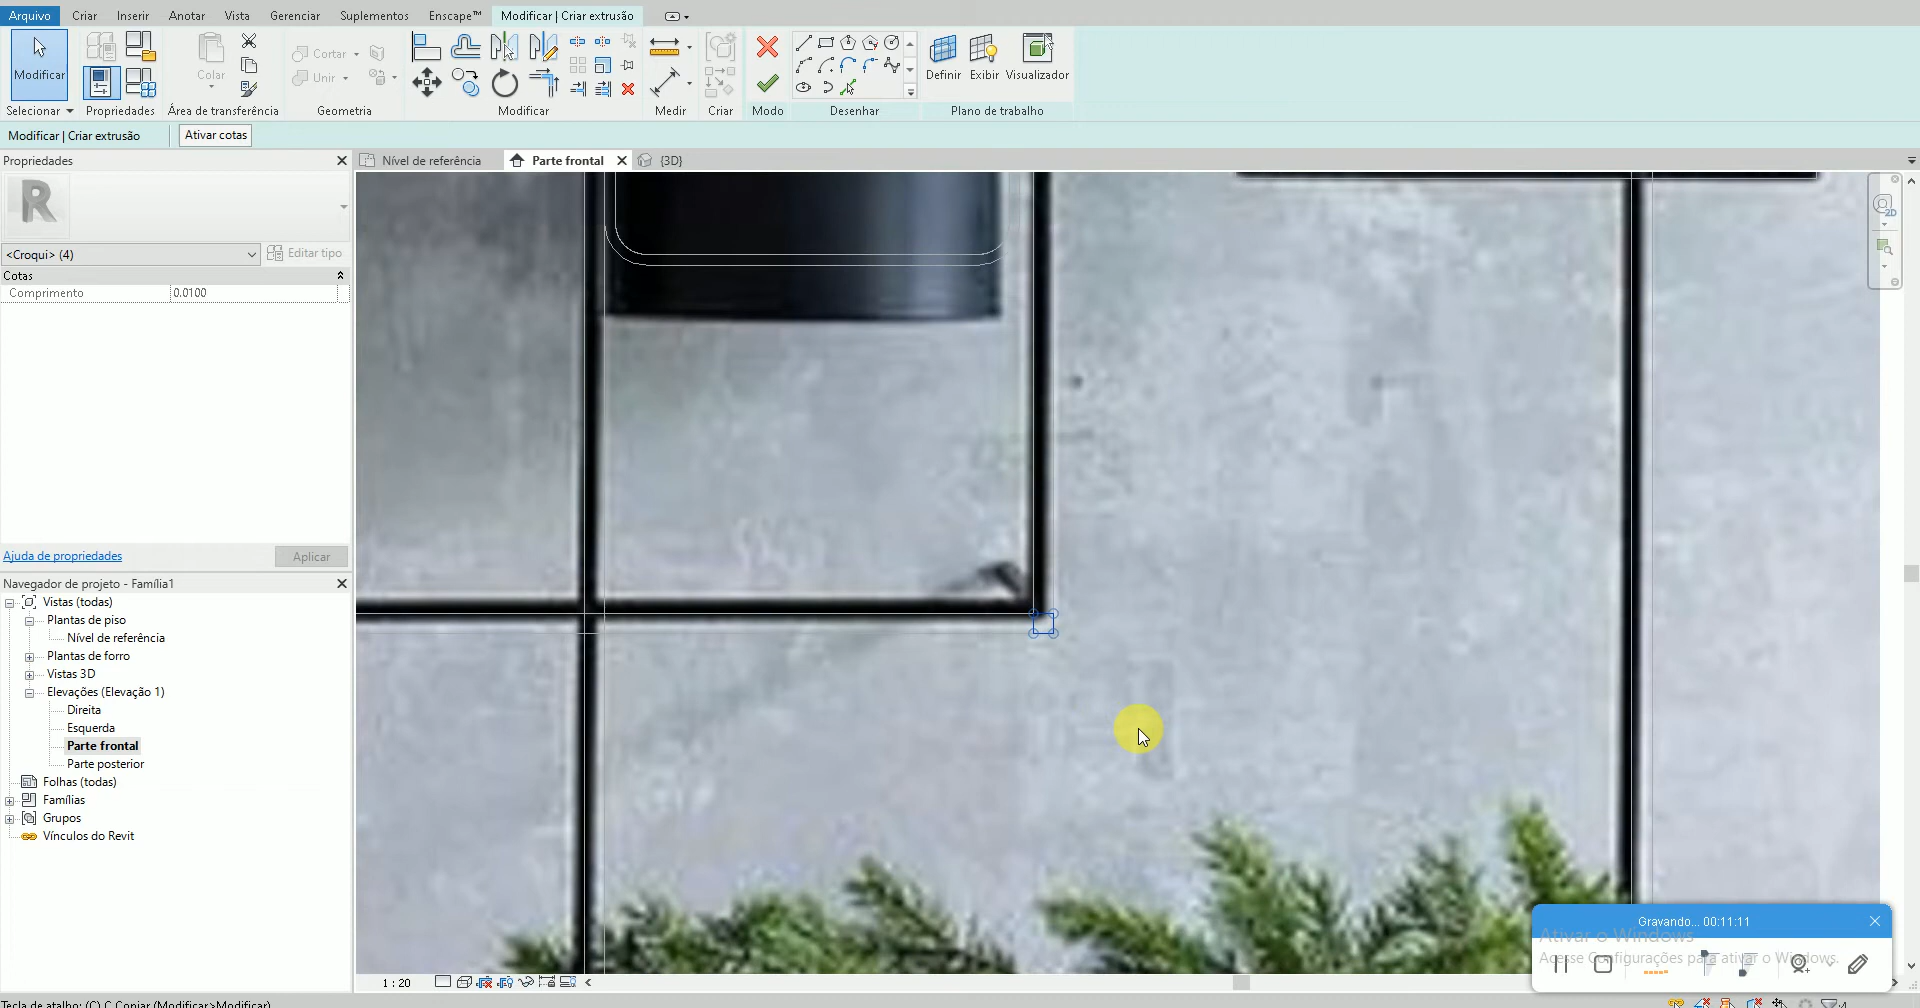 Arquivo Criar Inserir Anotar Vista Gerenciar Suplementos Enscape™ Modificar | Criar extrusão
Modificar Colar Cortar Unir Definir Exibir Visualizador
Selecionar Propriedades Área de transferência Geometria Modificar Medir Criar Modo Desenhar Plano de trabalho
Modificar | Criar extrusão Ativar cotas
Propriedades
Nível de referência Parte frontal {3D}
R
2D
<Croqui> (4) Editar tipo
Cotas
Comprimento 0.0100
Ajuda de propriedades Aplicar
Navegador de projeto - Família1
Vistas (todas)
Plantas de piso
Nível de referência
Plantas de forro
Vistas 3D
Elevações (Elevação 1)
Direita
Esquerda
Parte frontal
Parte posterior
Folhas (todas)
Famílias
Grupos
Vínculos do Revit
Gravando... 00:11:11
Ativar o Windows
Acesse Configurações para ativar o Windows.
1 : 20
Tecla de atalho: (C) C Copiar (Modificar>Modificar)